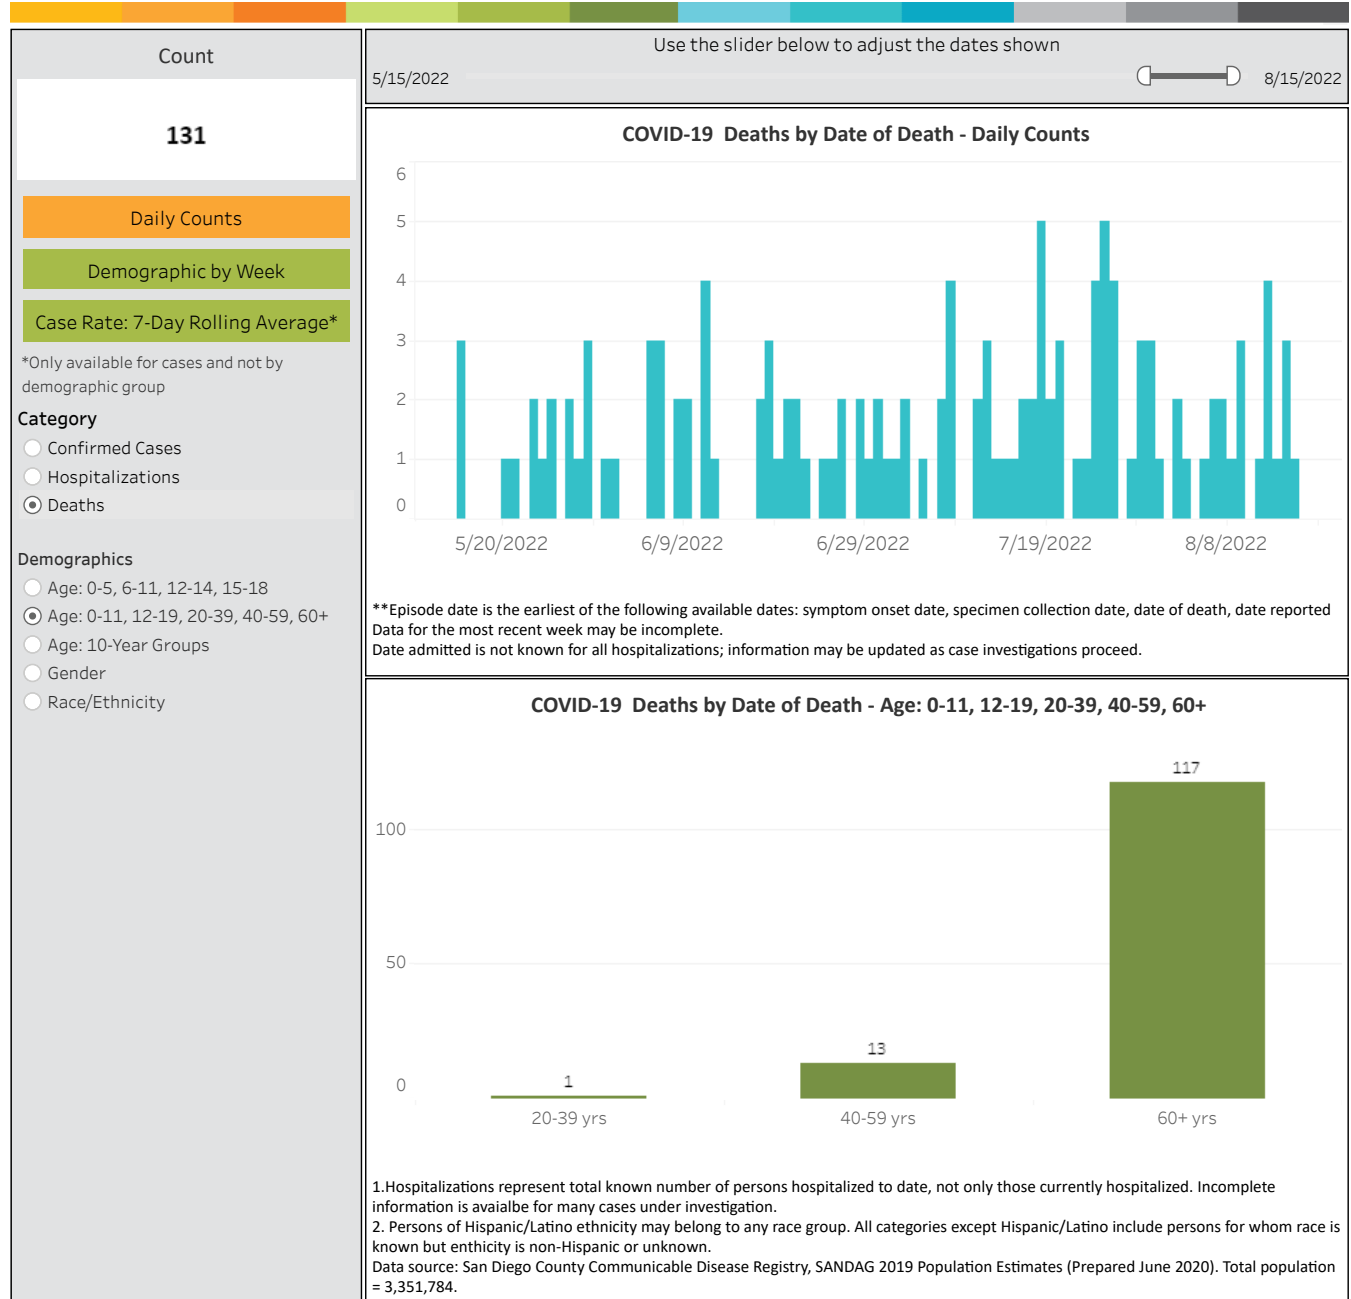 Count
131
Daily Counts
Demographic by Week
Case Rate: 7-Day Rolling Average*
*Only available for cases and not by
demographic group
Category
Confirmed Cases
Hospitalizations
Deaths
Demographics
Age: 0-5, 6-11, 12-14, 15-18
Age: 0-11, 12-19, 20-39, 40-59, 60+
Age: 10-Year Groups
Gender
Race/Ethnicity
Use the slider below to adjust the dates shown
5/15/2022
8/15/2022
COVID-19 Deaths by Date of Death - Daily Counts
6
5
4
3
2
1
0
5/20/2022
6/9/2022
6/29/2022
7/19/2022
8/8/2022
**Episode date is the earliest of the following available dates: symptom onset date, specimen collection date, date of death, date reported
Data for the most recent week may be incomplete.
Date admitted is not known for all hospitalizations; information may be updated as case investigations proceed.
COVID-19 Deaths by Date of Death - Age: 0-11, 12-19, 20-39, 40-59, 60+
117
100
50
13
1
0
20-39 yrs
40-59 yrs
60+ yrs
1.Hospitalizations represent total known number of persons hospitalized to date, not only those currently hospitalized. Incomplete
information is avaialbe for many cases under investigation.
2. Persons of Hispanic/Latino ethnicity may belong to any race group. All categories except Hispanic/Latino include persons for whom race is
known but enthicity is non-Hispanic or unknown.
Data source: San Diego County Communicable Disease Registry, SANDAG 2019 Population Estimates (Prepared June 2020). Total population
= 3,351,784.